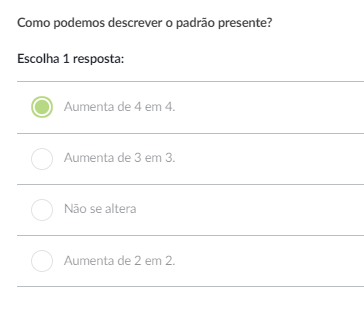 Como podemos descrever o padrão presente?
Escolha 1 resposta:
Aumenta de 4 em 4.
Aumenta de 3 em 3.
Não se altera
Aumenta de 2 em 2.